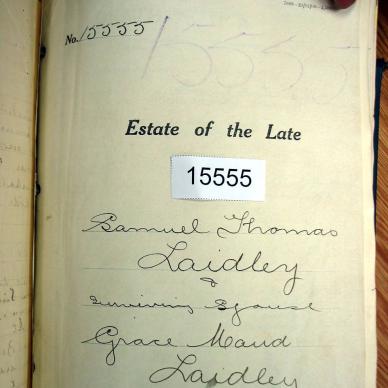 No. 15555
15555
Estate of the Late
15555
Samuel Thomas
Laidley
&
Surviving Spouse
Grace Maud
Laidley